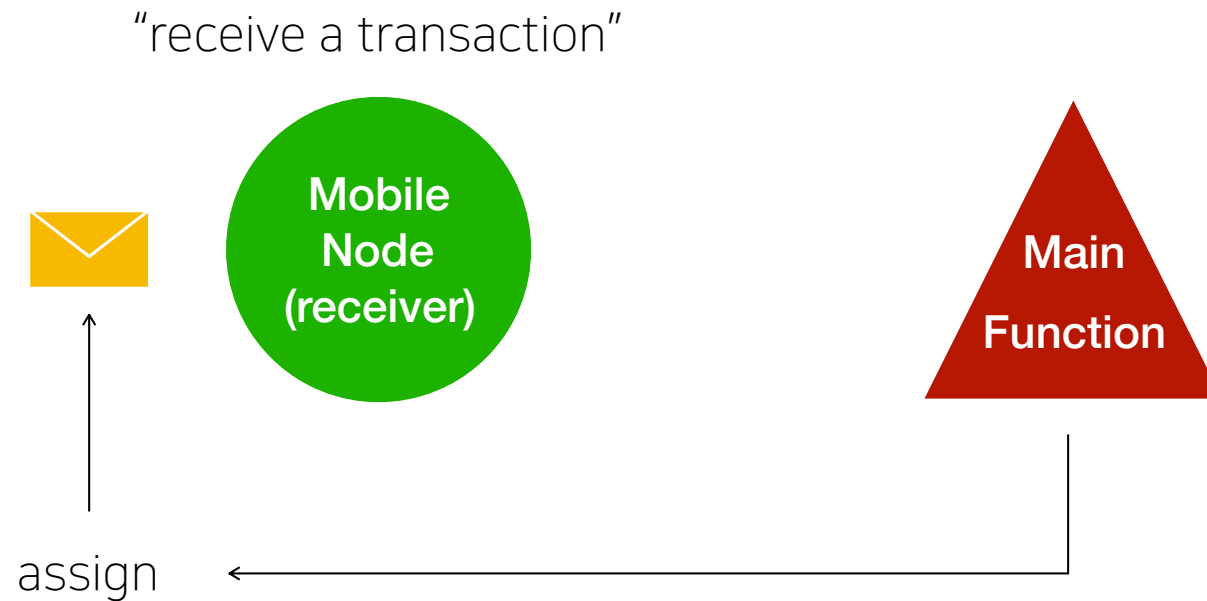 “receive a transaction”
Mobile
Node
(receiver)
Main
Function
assign